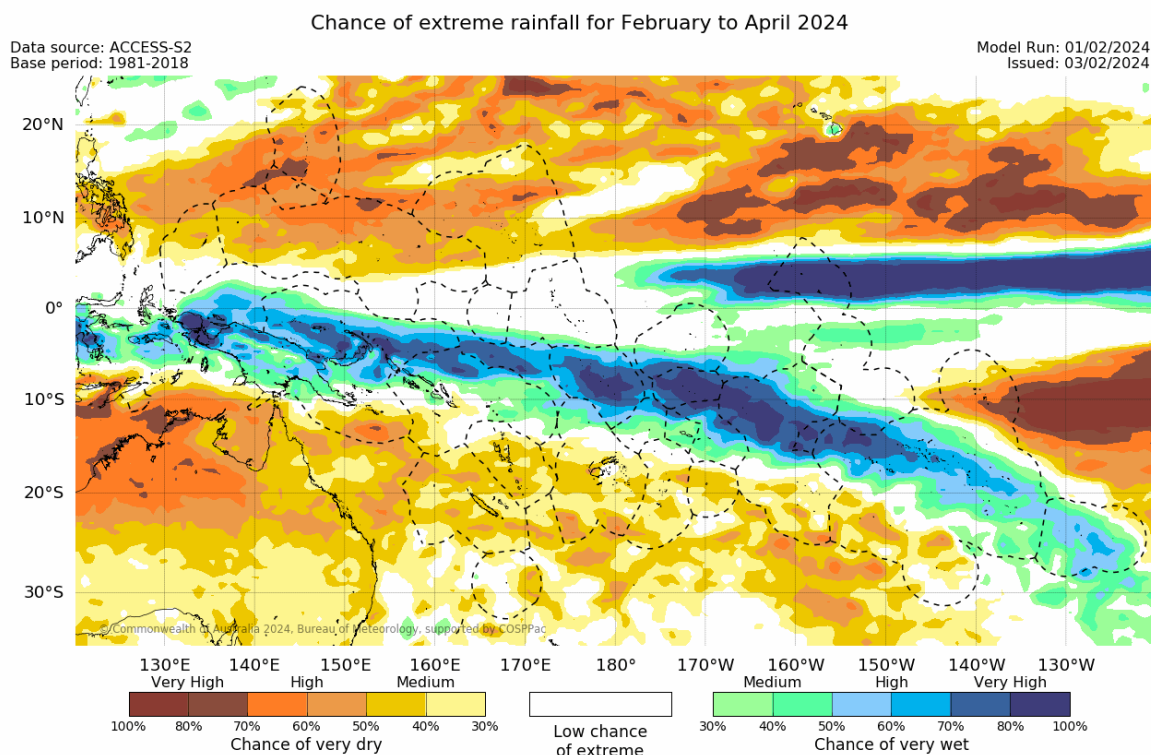 Chance of extreme rainfall for February to April 2024
Data source: ACCESS-S2
Base period: 1981-2018
Model Run: 01/02/2024
Issued: 03/02/2024
20°N
10°N
0°
10°S
20°S
30°S
© Commonwealth of Australia 2024, Bureau of Meteorology, supported by COSPPac
130°E 140°E 150°E 160°E 170°E 180° 170°W 160°W 150°W 140°W 130°W
Very High High Medium
100% 80% 70% 60% 50% 40% 30%
Chance of very dry
Low chance
of extreme
Medium High Very High
30% 40% 50% 60% 70% 80% 100%
Chance of very wet